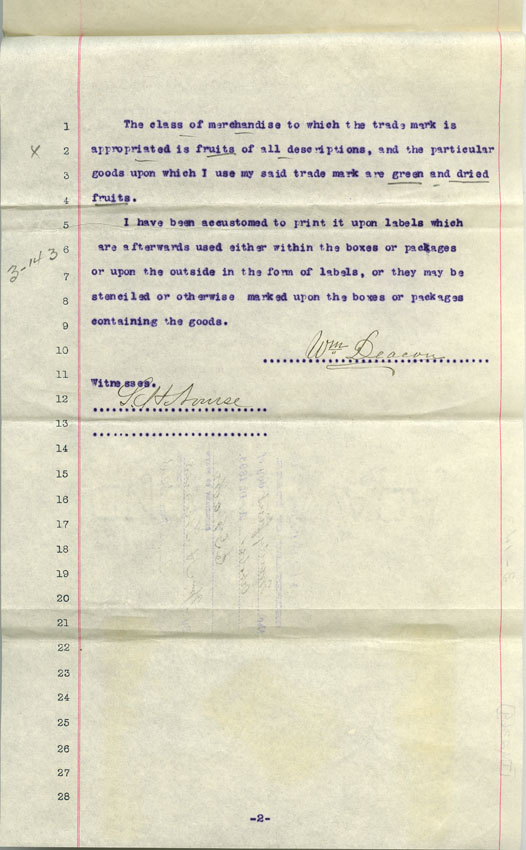 1 The class of merchandise to which the trade mark is
x 2 appropriated is fruits of all descriptions, and the particular
3 goods upon which I use my said trade mark are green and dried
4 fruits.
5 I have been accustomed to print it upon labels which
3-143 6 are afterwards used either within the boxes or packages
7 or upon the outside in the form of labels, or they may be
8 stenciled or otherwise marked upon the boxes or packages
9 containing the goods.
10 Wm Deacon
11 Witnesses.
12 S. H. Nourse
13
14
15
16
17
18
19
20
21
22
23
24
25
26
27
28
-2-